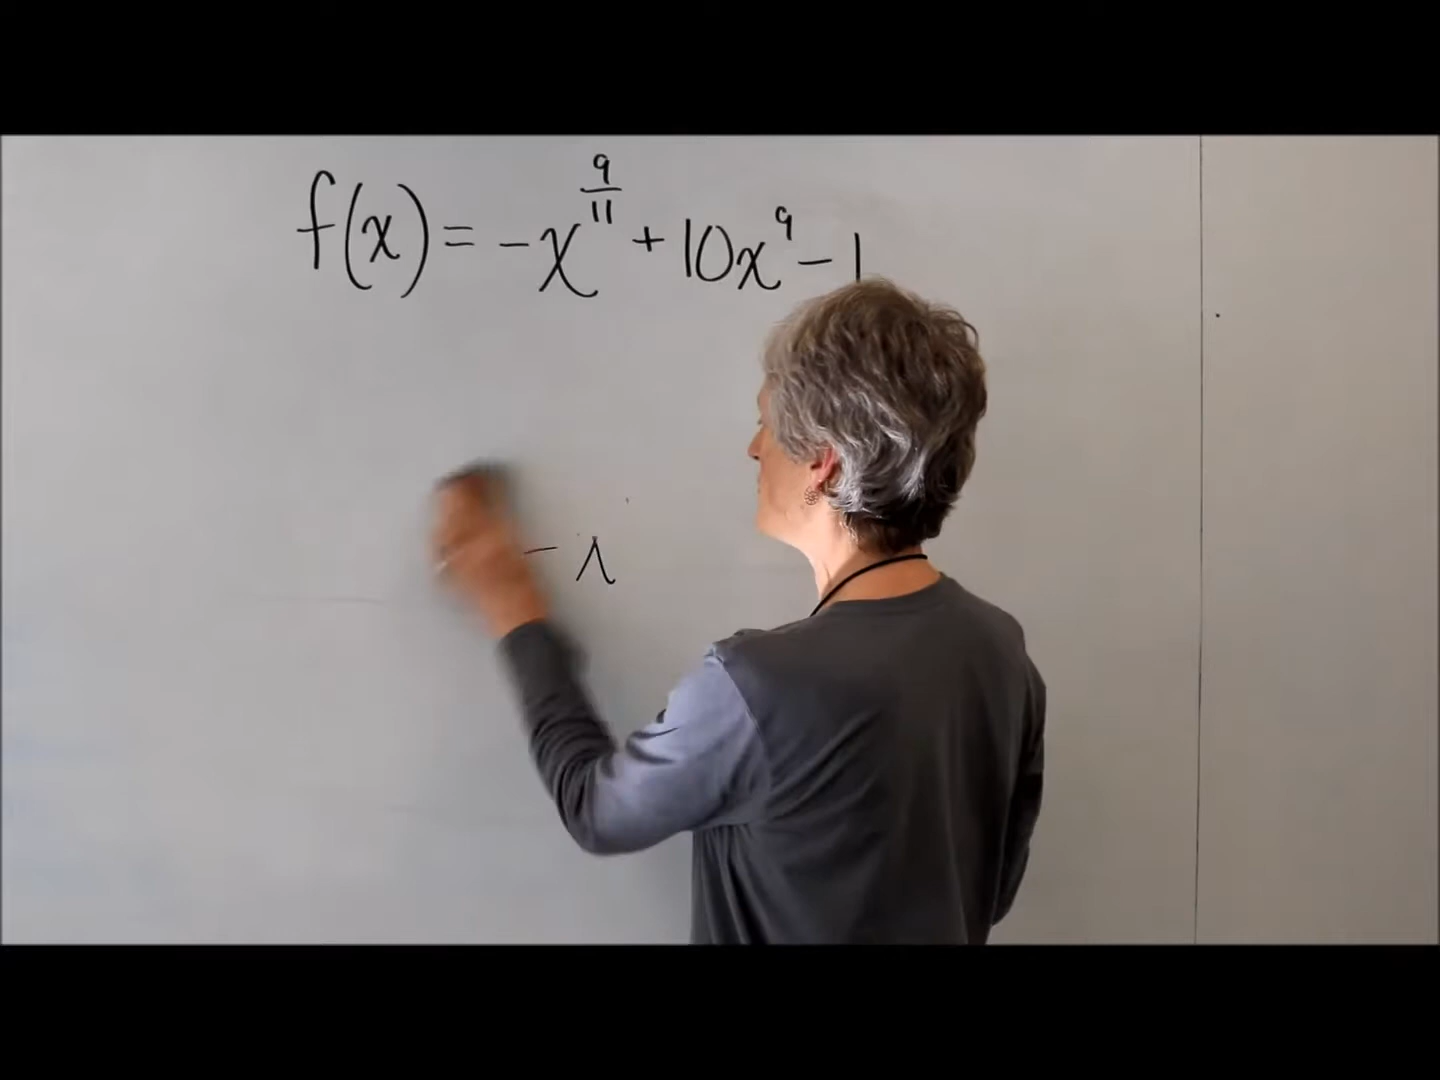 f(x) = -x^(9/11) + 10x^9 - 1